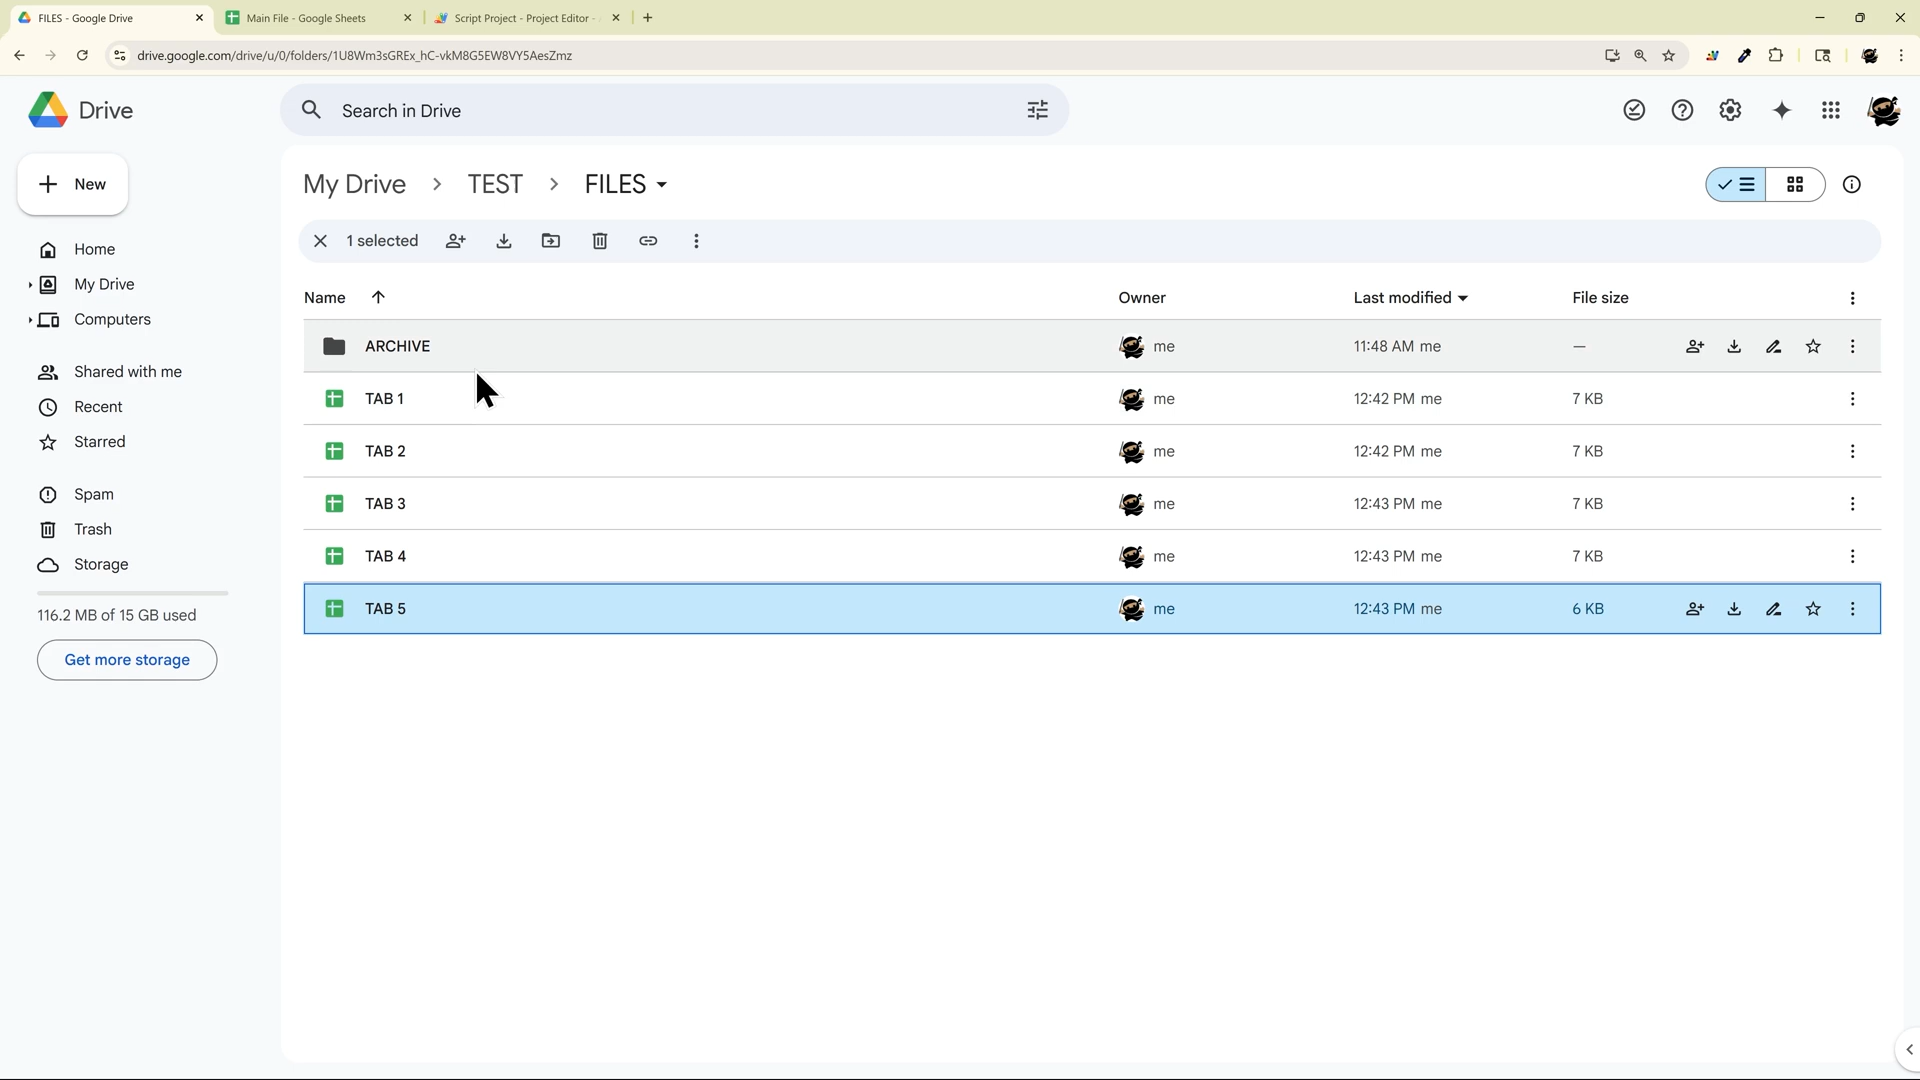 FILES - Google Drive
Main File - Google Sheets
Script Project - Project Editor -
drive.google.com/drive/u/0/folders/1U8Wm3sGREx_hC-vkM8G5EW8VY5AesZmz
Drive
Search in Drive
New
My Drive > TEST > FILES
1 selected
Home
My Drive
Computers
Shared with me
Recent
Starred
Spam
Trash
Storage
116.2 MB of 15 GB used
Get more storage
Name Owner Last modified File size
ARCHIVE me 11:48 AM me —
TAB 1 me 12:42 PM me 7 KB
TAB 2 me 12:42 PM me 7 KB
TAB 3 me 12:43 PM me 7 KB
TAB 4 me 12:43 PM me 7 KB
TAB 5 me 12:43 PM me 6 KB